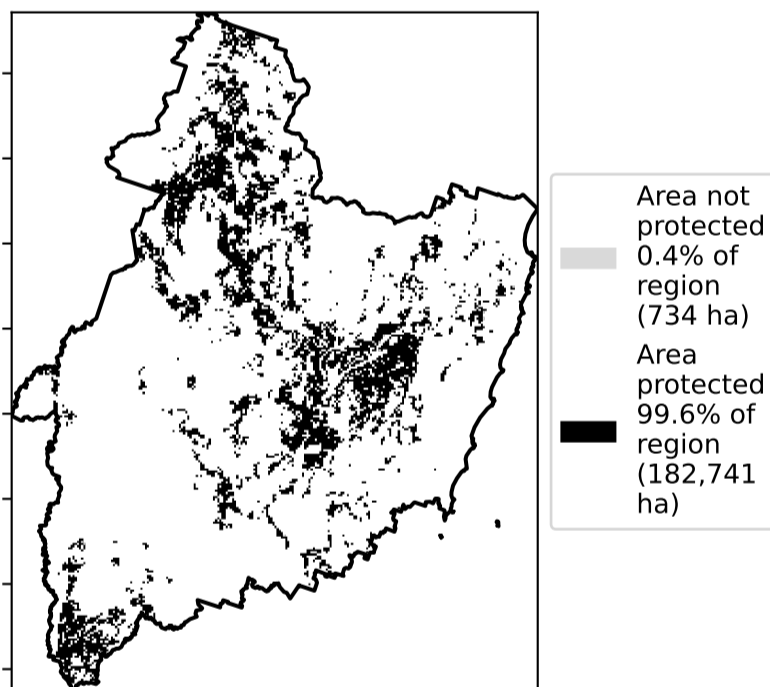 Area not
protected
0.4% of
region
(734 ha)
Area
protected
99.6% of
region
(182,741
ha)